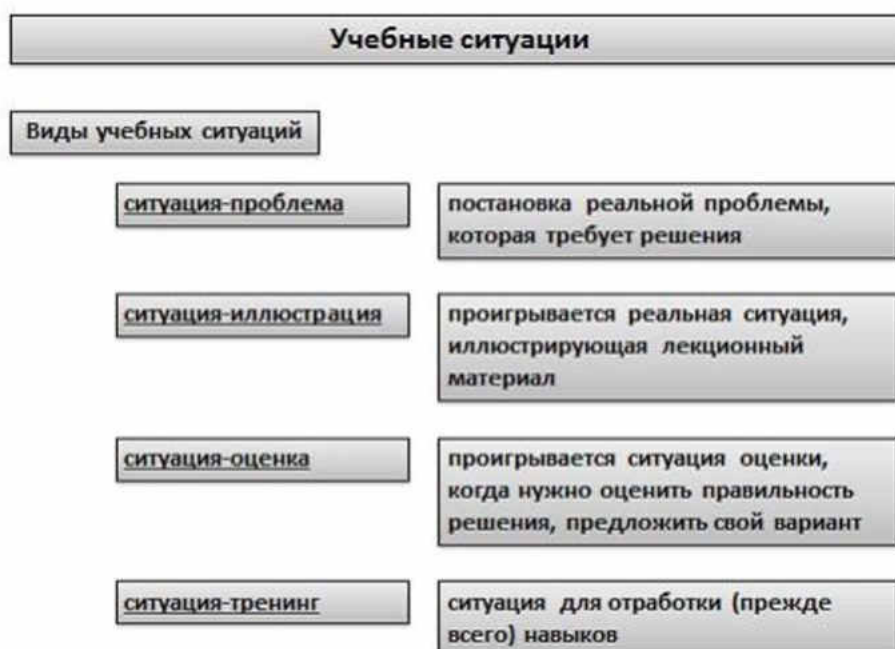 Учебные ситуации
Виды учебных ситуаций
ситуация-проблема
постановка реальной проблемы,
которая требует решения
ситуация-иллюстрация
проигрывается реальная ситуация,
иллюстрирующая лекционный
материал
ситуация-оценка
проигрывается ситуация оценки,
когда нужно оценить правильность
решения, предложить свой вариант
ситуация-тренинг
ситуация для отработки (прежде
всего) навыков